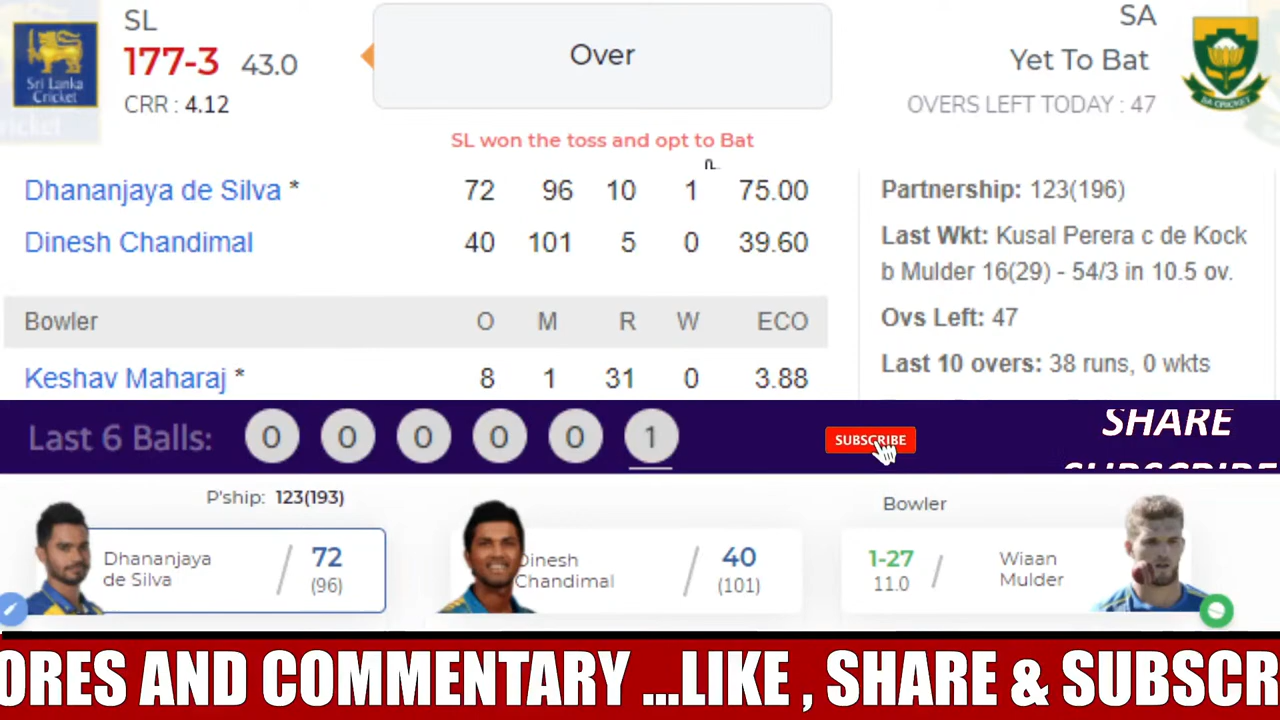 SL
177-3 43.0
CRR : 4.12
Sri Lanka
Cricket
Over
SA
Yet To Bat
OVERS LEFT TODAY : 47
SA CRICKET
SL won the toss and opt to Bat
Dhananjaya de Silva * 72 96 10 1 75.00
Dinesh Chandimal 40 101 5 0 39.60
Bowler O M R W ECO
Keshav Maharaj * 8 1 31 0 3.88
Partnership: 123(196)
Last Wkt: Kusal Perera c de Kock
b Mulder 16(29) - 54/3 in 10.5 ov.
Ovs Left: 47
Last 10 overs: 38 runs, 0 wkts
Last 6 Balls: 0 0 0 0 0 1
SUBSCRIBE
SHARE
SUBSCRIBE
P'ship: 123(193)
Dhananjaya
de Silva
72
(96)
Dinesh
Chandimal
40
(101)
Bowler
1-27
11.0
Wiaan
Mulder
ORES AND COMMENTARY ...LIKE , SHARE & SUBSCR